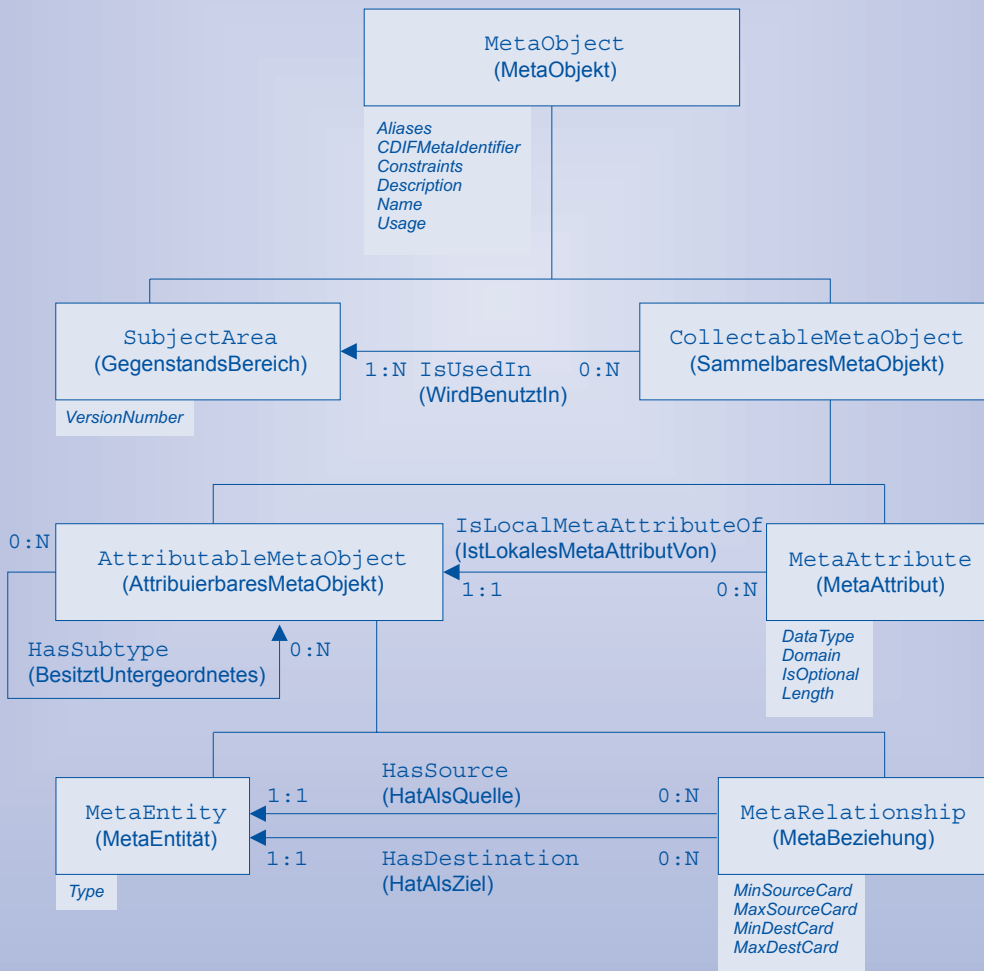 MetaObject
(MetaObjekt)
Aliases
CDIFMetaIdentifier
Constraints
Description
Name
Usage
SubjectArea
(GegenstandsBereich)
VersionNumber
1:N IsUsedIn 0:N
(WirdBenutztIn)
CollectableMetaObject
(SammelbaresMetaObjekt)
0:N
AttributableMetaObject
(AttribuierbaresMetaObjekt)
IsLocalMetaAttributeOf
(IstLokalesMetaAttributVon)
1:1 0:N
MetaAttribute
(MetaAttribut)
DataType
Domain
IsOptional
Length
HasSubtype
(BesitztUntergeordnetes)
0:N
MetaEntity
(MetaEntität)
Type
HasSource
1:1 (HatAlsQuelle) 0:N
1:1 HasDestination 0:N
(HatAlsZiel)
MetaRelationship
(MetaBeziehung)
MinSourceCard
MaxSourceCard
MinDestCard
MaxDestCard